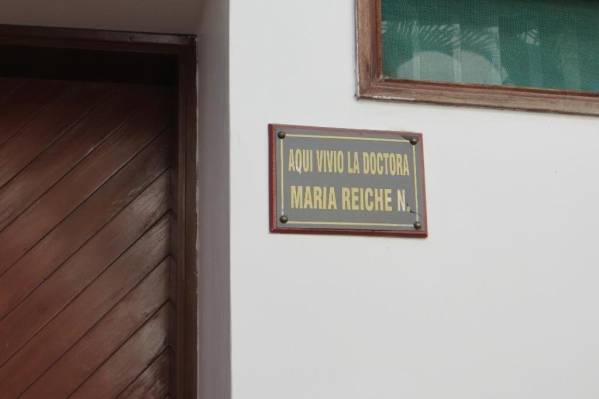 AQUI VIVIO LA DOCTORA
MARIA REICHE N.